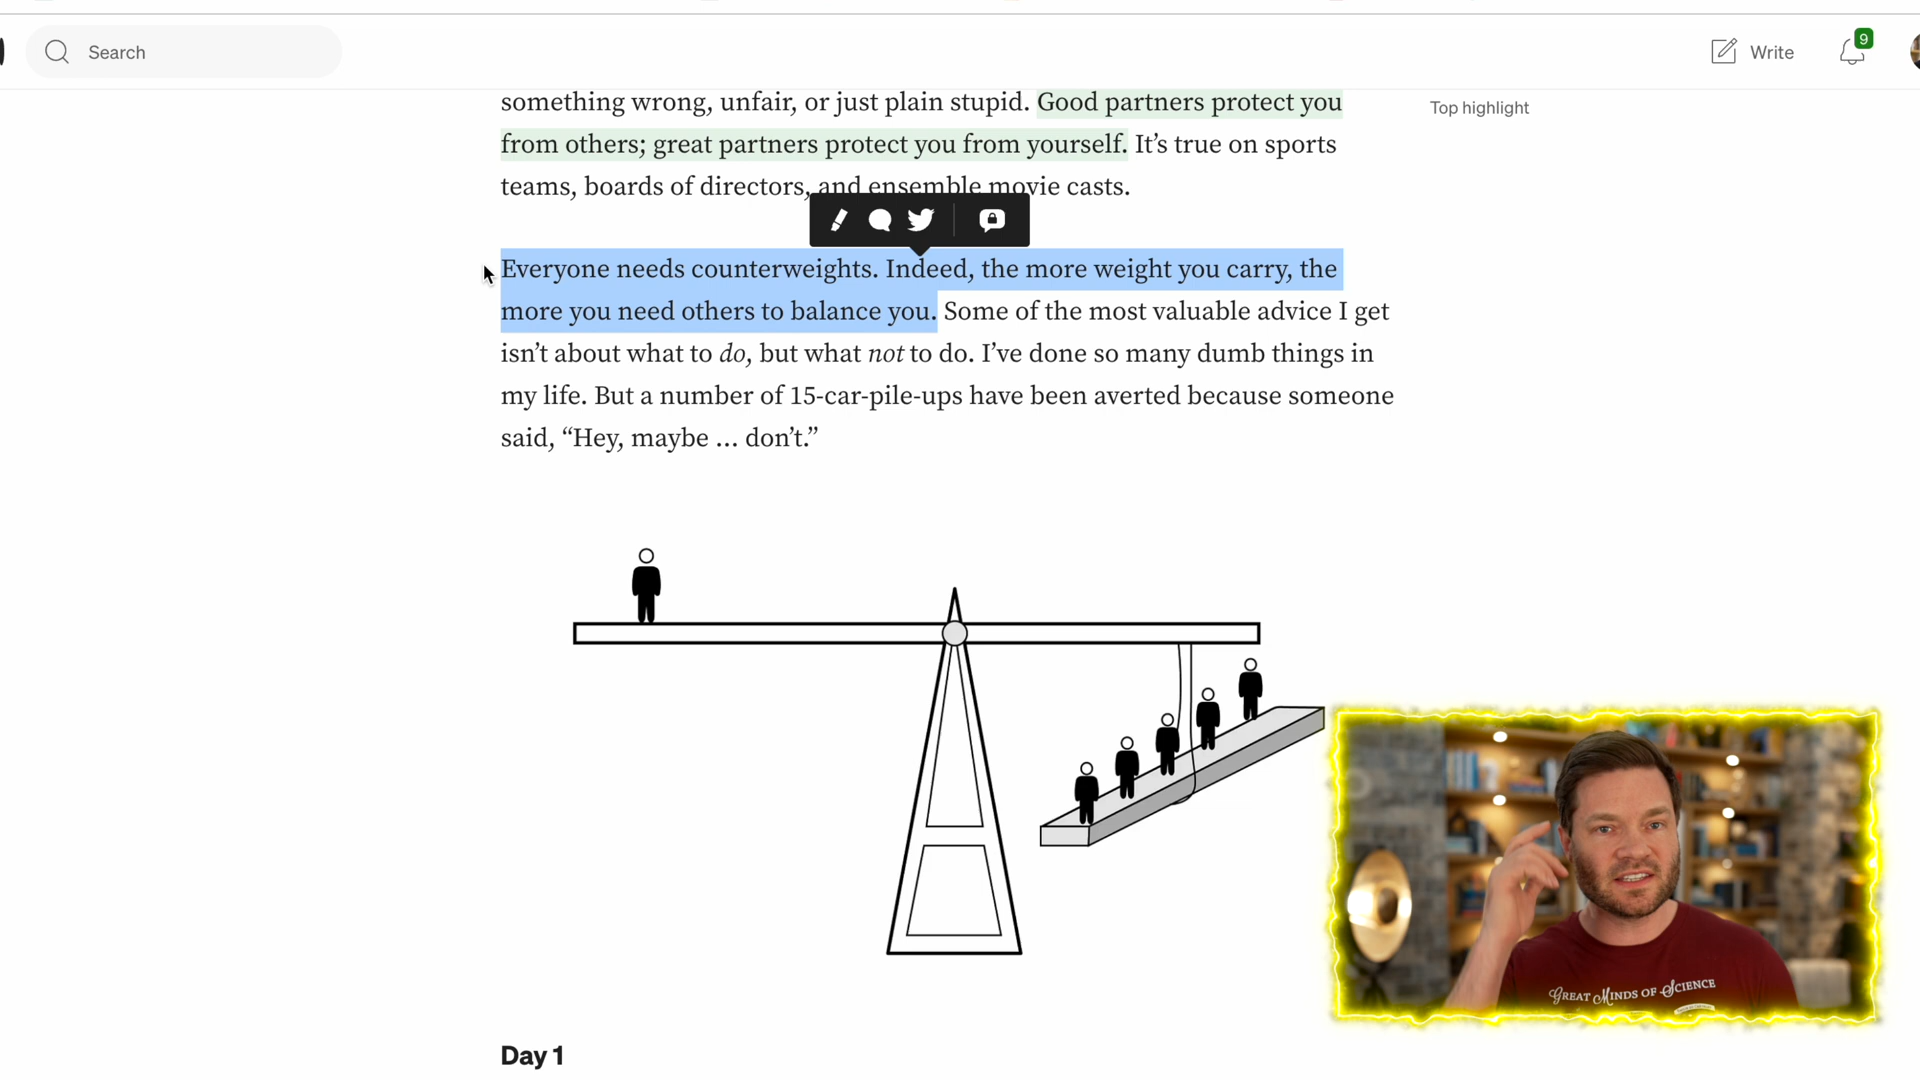 Search
Write
9
something wrong, unfair, or just plain stupid. Good partners protect you
Top highlight
from others; great partners protect you from yourself. It’s true on sports
teams, boards of directors, and ensemble movie casts.
Everyone needs counterweights. Indeed, the more weight you carry, the
more you need others to balance you. Some of the most valuable advice I get
isn’t about what to do, but what not to do. I’ve done so many dumb things in
my life. But a number of 15-car-pile-ups have been averted because someone
said, “Hey, maybe … don’t.”
GREAT MINDS OF SCIENCE
Day 1